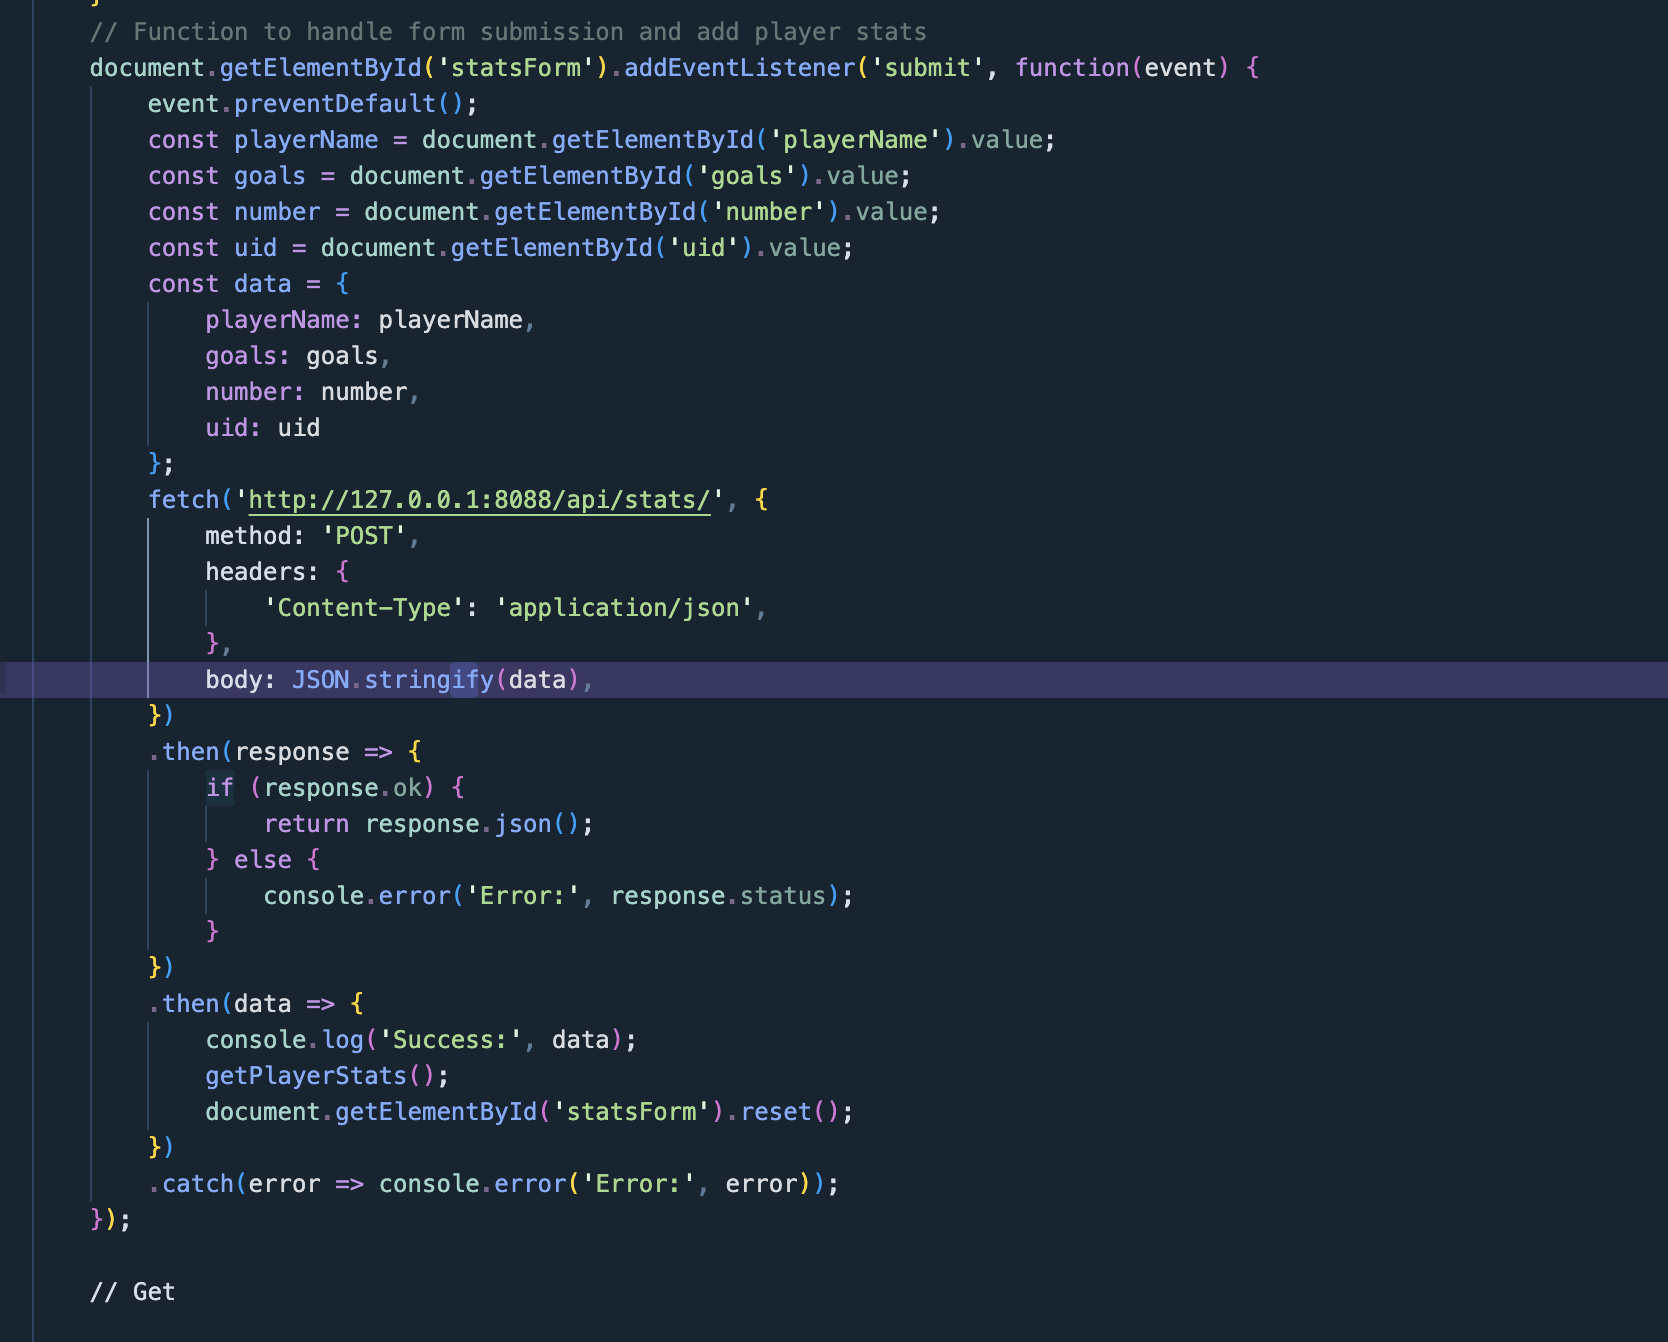 // Function to handle form submission and add player stats
document.getElementById('statsForm').addEventListener('submit', function(event) {
    event.preventDefault();
    const playerName = document.getElementById('playerName').value;
    const goals = document.getElementById('goals').value;
    const number = document.getElementById('number').value;
    const uid = document.getElementById('uid').value;
    const data = {
        playerName: playerName,
        goals: goals,
        number: number,
        uid: uid
    };
    fetch('http://127.0.0.1:8088/api/stats/', {
        method: 'POST',
        headers: {
            'Content-Type': 'application/json',
        },
        body: JSON.stringify(data),
    })
    .then(response => {
        if (response.ok) {
            return response.json();
        } else {
            console.error('Error:', response.status);
        }
    })
    .then(data => {
        console.log('Success:', data);
        getPlayerStats();
        document.getElementById('statsForm').reset();
    })
    .catch(error => console.error('Error:', error));
});

// Get